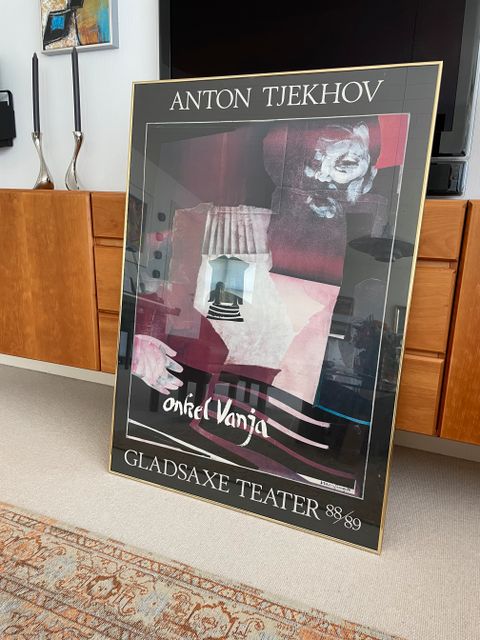 ANTON TJEKHOV
onkel Vanja
GLADSAXE TEATER 88/89